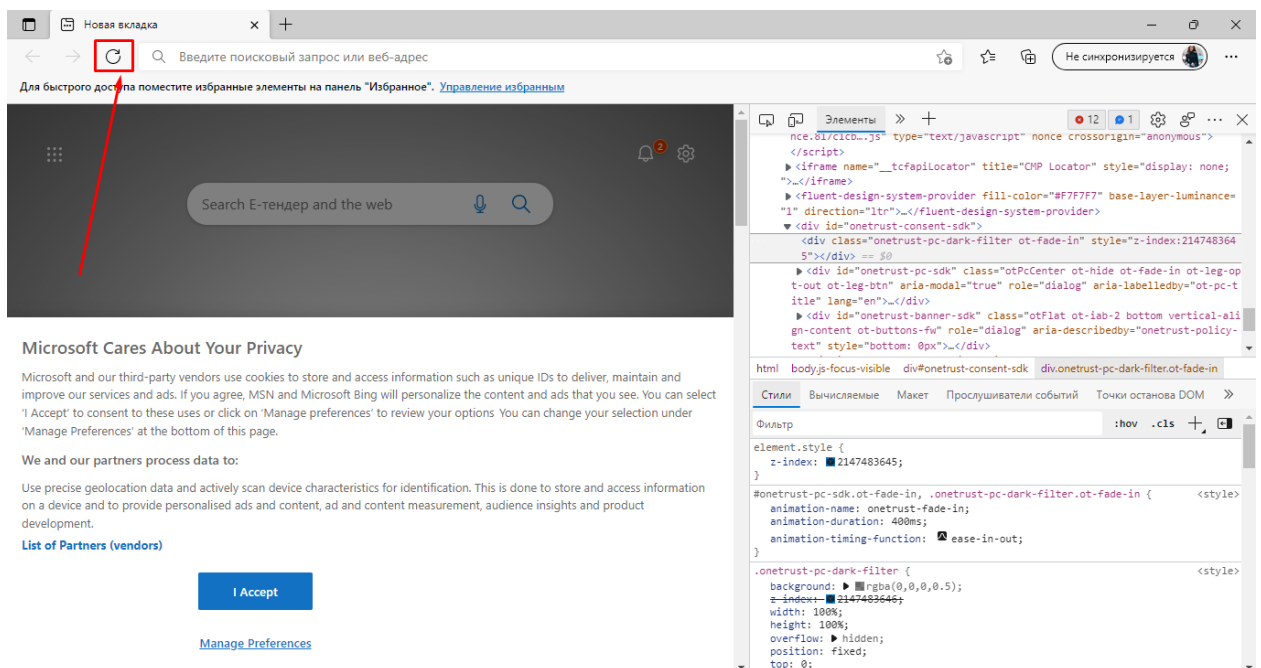 Новая вкладка
Введите поисковый запрос или веб-адрес
Не синхронизируется
Для быстрого доступа поместите избранные элементы на панель "Избранное". Управление избранным
2
Search Е-тендер and the web
Microsoft Cares About Your Privacy
Microsoft and our third-party vendors use cookies to store and access information such as unique IDs to deliver, maintain and
improve our services and ads. If you agree, MSN and Microsoft Bing will personalize the content and ads that you see. You can select
'I Accept' to consent to these uses or click on 'Manage preferences' to review your options You can change your selection under
'Manage Preferences' at the bottom of this page.
We and our partners process data to:
Use precise geolocation data and actively scan device characteristics for identification. This is done to store and access information
on a device and to provide personalised ads and content, ad and content measurement, audience insights and product
development.
List of Partners (vendors)
I Accept
Manage Preferences
Элементы
12 1
type="text/javascript" nonce crossorigin="anonymous">
</script>
<iframe name="__tcfapiLocator" title="CMP Locator" style="display: none;
">…</iframe>
<fluent-design-system-provider fill-color="#F7F7F7" base-layer-luminance=
"1" direction="ltr">…</fluent-design-system-provider>
<div id="onetrust-consent-sdk">
<div class="onetrust-pc-dark-filter ot-fade-in" style="z-index:214748364
5"></div> == $0
<div id="onetrust-pc-sdk" class="otPcCenter ot-hide ot-fade-in ot-leg-op
t-out ot-leg-btn" aria-modal="true" role="dialog" aria-labelledby="ot-pc-t
itle" lang="en">…</div>
<div id="onetrust-banner-sdk" class="otFlat ot-iab-2 bottom vertical-ali
gn-content ot-buttons-fw" role="dialog" aria-describedby="onetrust-policy-
text" style="bottom: 0px">…</div>
html body.js-focus-visible div#onetrust-consent-sdk div.onetrust-pc-dark-filter.ot-fade-in
Стили Вычисляемые Макет Прослушиватели событий Точки останова DOM
Фильтр :hov .cls
element.style {
z-index: 2147483645;
}
#onetrust-pc-sdk.ot-fade-in, .onetrust-pc-dark-filter.ot-fade-in { <style>
animation-name: onetrust-fade-in;
animation-duration: 400ms;
animation-timing-function: ease-in-out;
}
.onetrust-pc-dark-filter { <style>
background: rgba(0,0,0,0.5);
z-index: 2147483646;
width: 100%;
height: 100%;
overflow: hidden;
position: fixed;
top: 0;